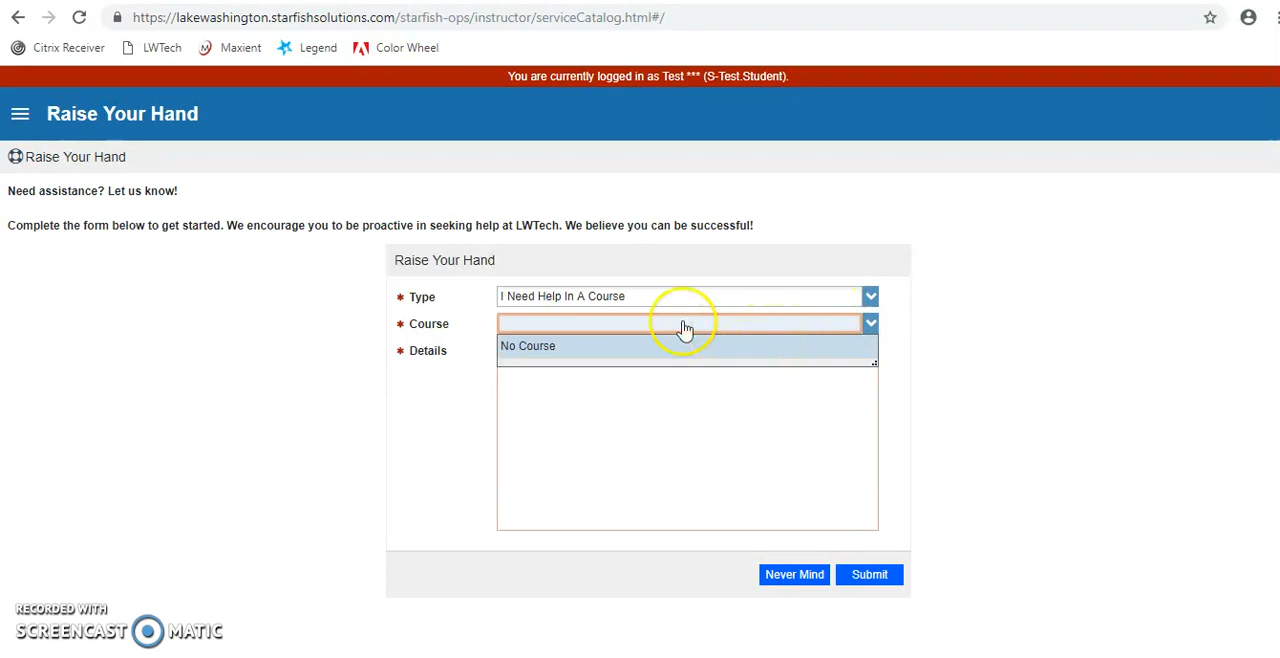 https://lakewashington.starfishsolutions.com/starfish-ops/instructor/serviceCatalog.html#/
Citrix Receiver LWTech Maxient Legend Color Wheel
You are currently logged in as Test *** (S-Test.Student).
Raise Your Hand
Raise Your Hand
Need assistance? Let us know!
Complete the form below to get started. We encourage you to be proactive in seeking help at LWTech. We believe you can be successful!
Raise Your Hand
* Type I Need Help In A Course
* Course
No Course
* Details
Never Mind Submit
RECORDED WITH
SCREENCAST MATIC